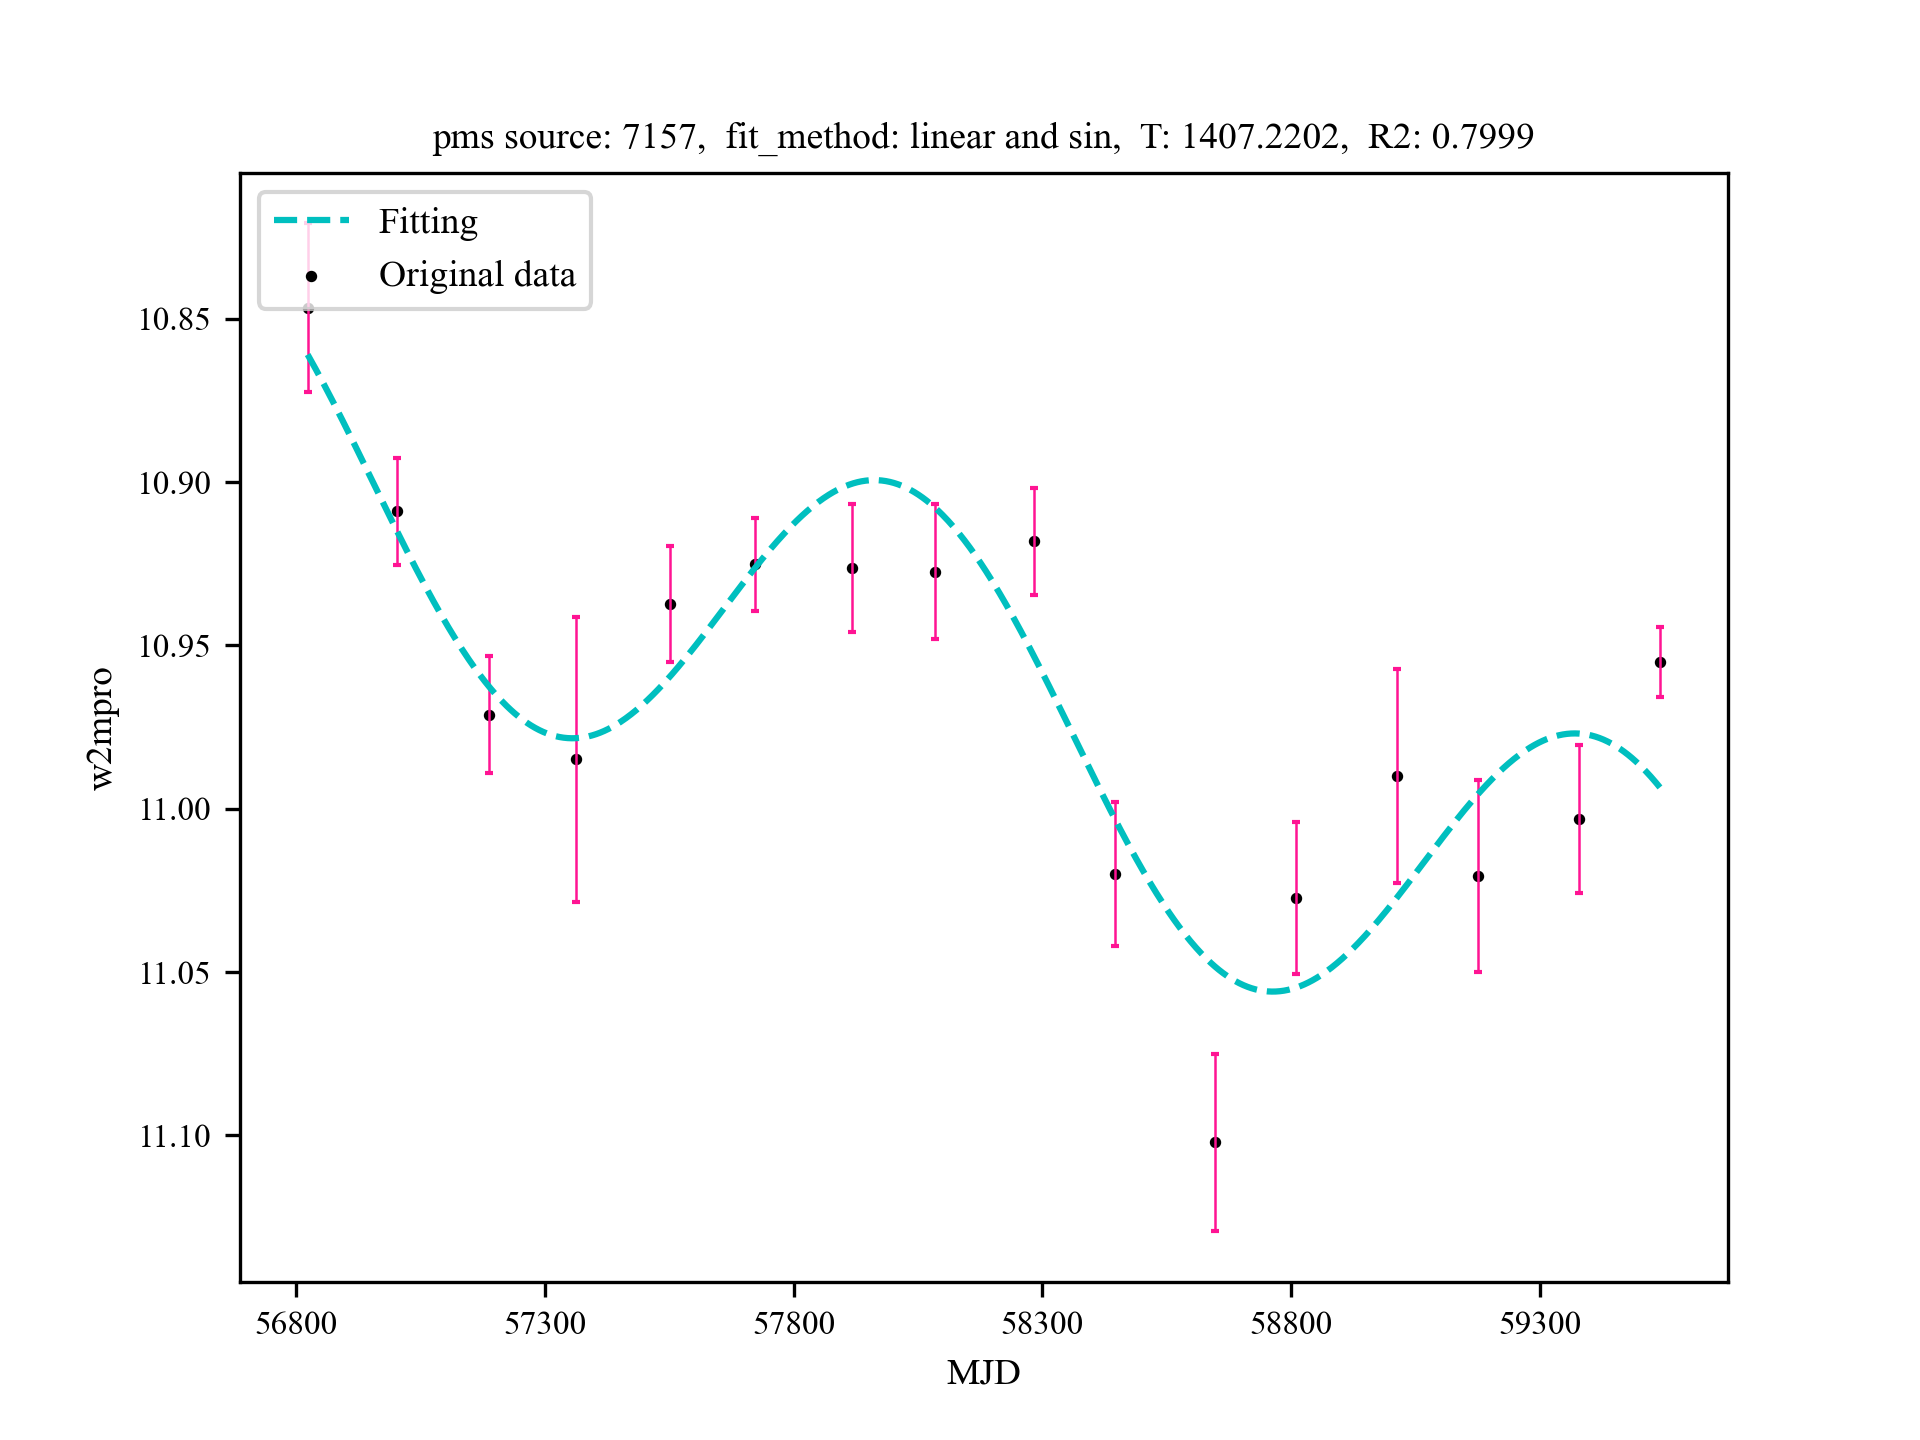 pms source: 7157,  fit_method: linear and sin,  T: 1407.2202,  R2: 0.7999
Fitting
Original data
10.85
10.90
10.95
11.00
11.05
11.10
w2mpro
56800 57300 57800 58300 58800 59300
MJD